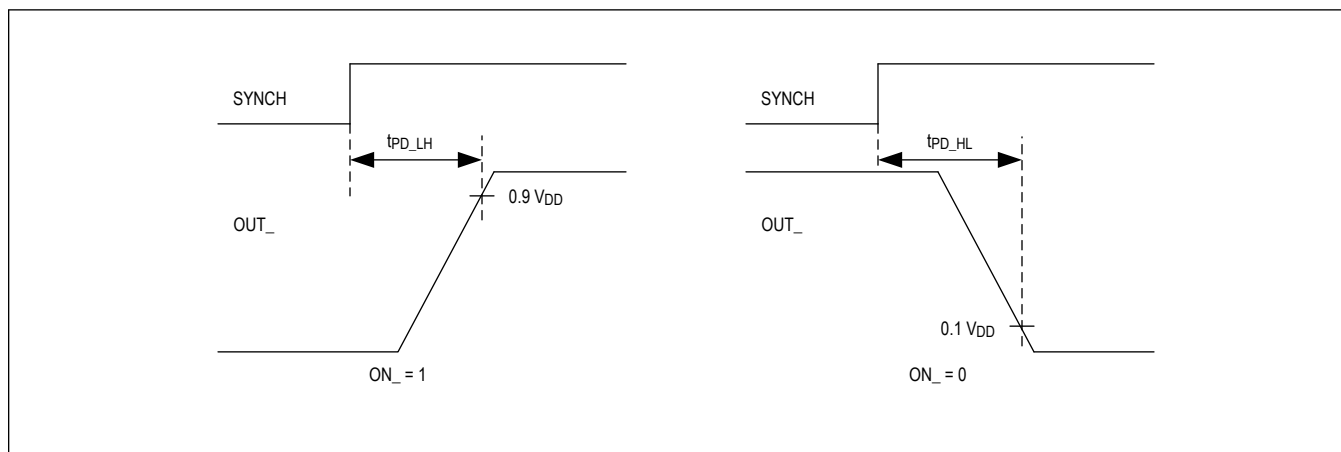 SYNCH
tPD_LH
0.9 VDD
OUT_
ON_ = 1
SYNCH
tPD_HL
OUT_
0.1 VDD
ON_ = 0